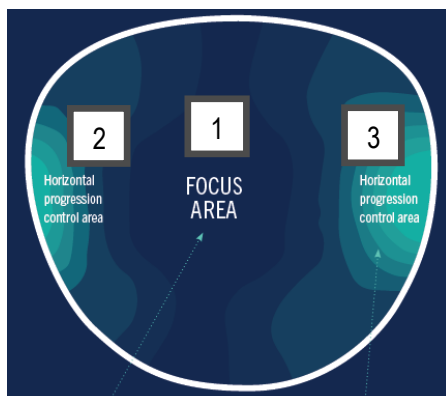 1
2
3
FOCUS
AREA
Horizontal
progression
control area
Horizontal
progression
control area